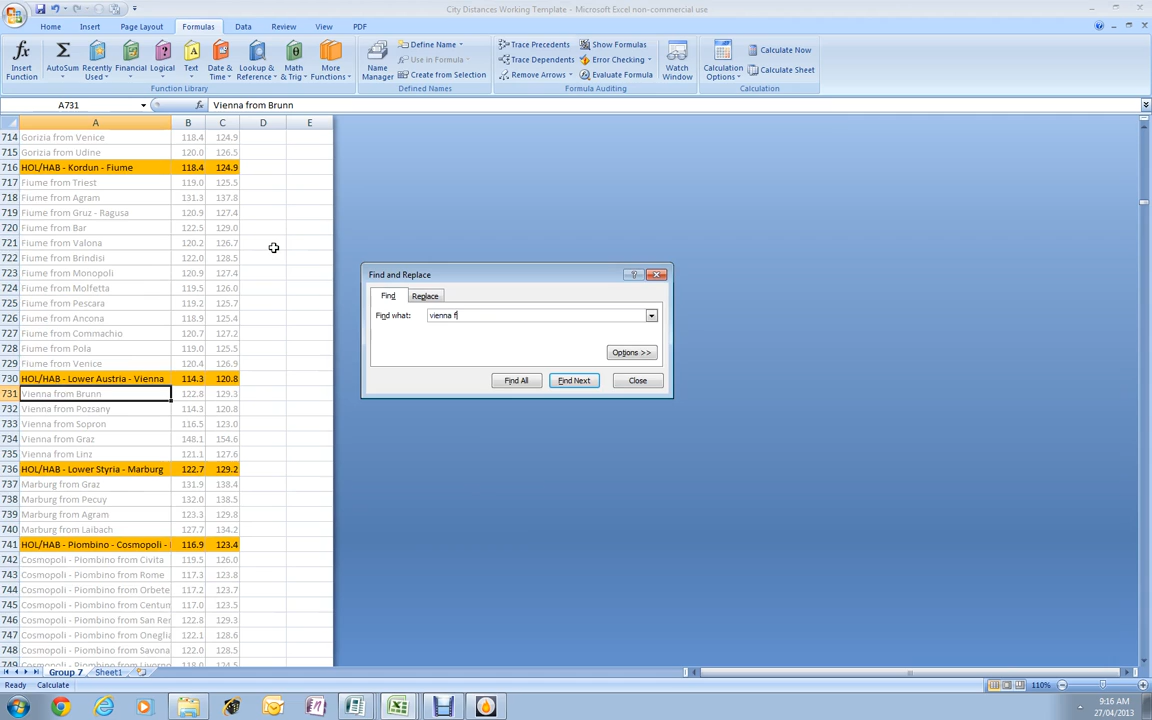 City Distances Working Template - Microsoft Excel non-commercial use
Home Insert Page Layout Formulas Data Review View PDF
Insert Function
AutoSum
Recently Used
Financial
Logical
Text
Date & Time
Lookup & Reference
Math & Trig
More Functions
Function Library
Name Manager
Define Name
Use in Formula
Create from Selection
Defined Names
Trace Precedents
Trace Dependents
Remove Arrows
Show Formulas
Error Checking
Evaluate Formula
Formula Auditing
Watch Window
Calculation Options
Calculate Now
Calculate Sheet
Calculation
A731 fx Vienna from Brunn
A B C D E
714 Gorizia from Venice 118.4 124.9
715 Gorizia from Udine 120.0 126.5
716 HOL/HAB - Kordun - Fiume 118.4 124.9
717 Fiume from Triest 119.0 125.5
718 Fiume from Agram 131.3 137.8
719 Fiume from Gruz - Ragusa 120.9 127.4
720 Fiume from Bar 122.5 129.0
721 Fiume from Valona 120.2 126.7
722 Fiume from Brindisi 122.0 128.5
723 Fiume from Monopoli 120.9 127.4
724 Fiume from Molfetta 119.5 126.0
725 Fiume from Pescara 119.2 125.7
726 Fiume from Ancona 118.9 125.4
727 Fiume from Commachio 120.7 127.2
728 Fiume from Pola 119.0 125.5
729 Fiume from Venice 120.4 126.9
730 HOL/HAB - Lower Austria - Vienna 114.3 120.8
731 Vienna from Brunn 122.8 129.3
732 Vienna from Pozsany 114.3 120.8
733 Vienna from Sopron 116.5 123.0
734 Vienna from Graz 148.1 154.6
735 Vienna from Linz 121.1 127.6
736 HOL/HAB - Lower Styria - Marburg 122.7 129.2
737 Marburg from Graz 131.9 138.4
738 Marburg from Pecuy 132.0 138.5
739 Marburg from Agram 123.3 129.8
740 Marburg from Laibach 127.7 134.2
741 HOL/HAB - Piombino - Cosmopoli - 116.9 123.4
742 Cosmopoli - Piombino from Civita 119.5 126.0
743 Cosmopoli - Piombino from Rome 117.3 123.8
744 Cosmopoli - Piombino from Orbete 117.2 123.7
745 Cosmopoli - Piombino from Centum 117.0 123.5
746 Cosmopoli - Piombino from San Rer 122.8 129.3
747 Cosmopoli - Piombino from Oneglia 122.1 128.6
748 Cosmopoli - Piombino from Savona 122.0 128.5
749 Cosmopoli - Piombino from Livorno 118.0 124.5
Find and Replace
Find Replace
Find what: vienna f
Options >>
Find All Find Next Close
Group 7 Sheet1
Ready Calculate 110%
9:16 AM
27/04/2013